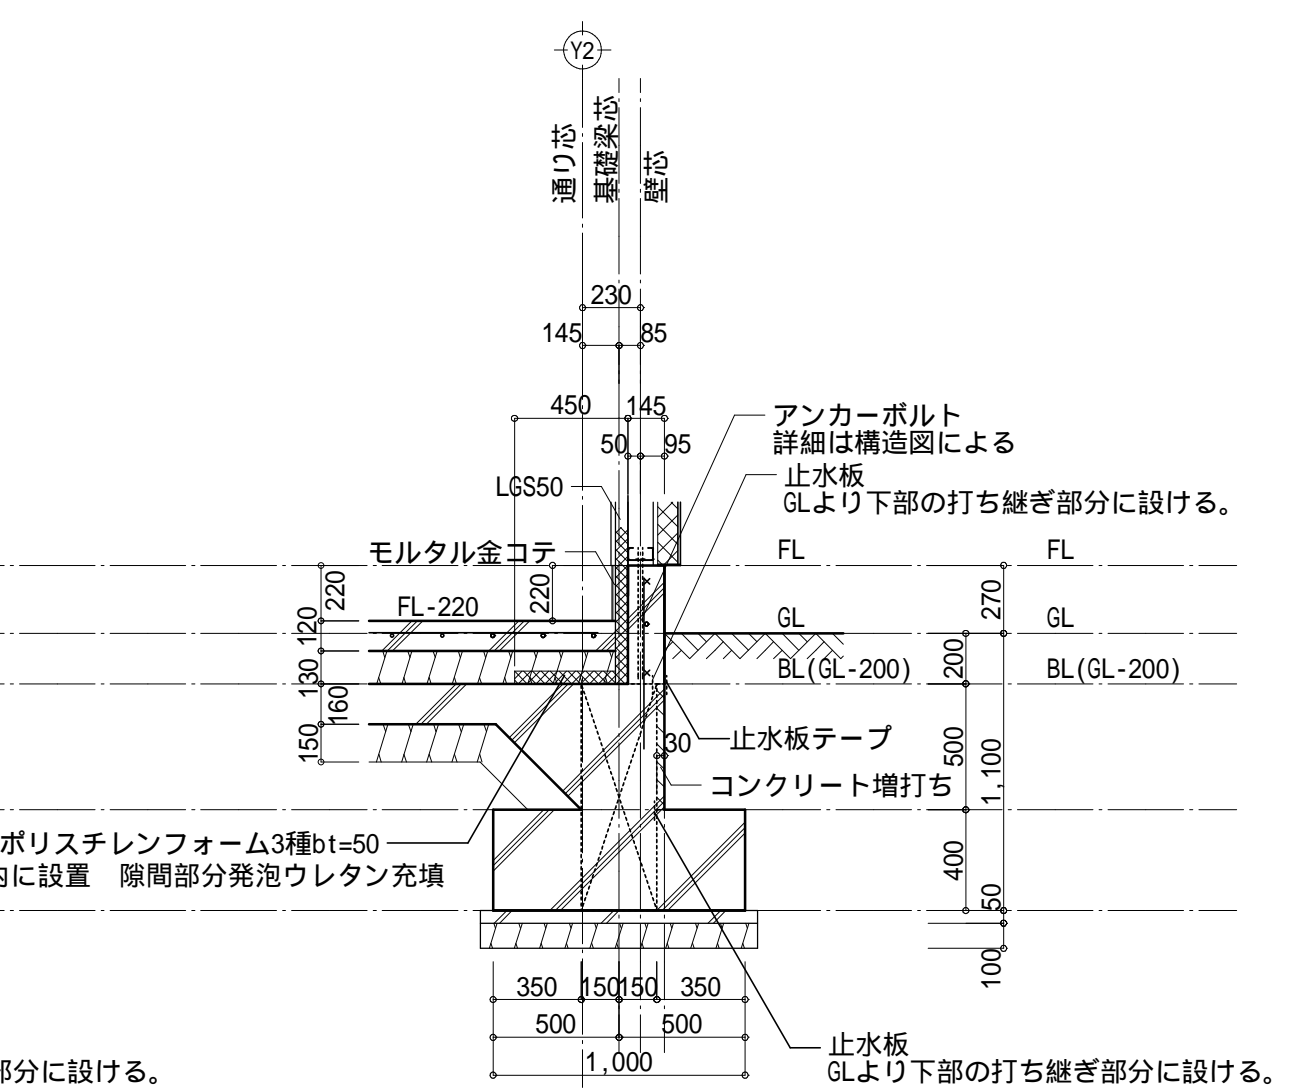 Y2
通り芯
基礎梁芯
壁芯
230
145
85
450
145
50
95
アンカーボルト
詳細は構造図による
止水板
GLより下部の打ち継ぎ部分に設ける。
LGS50
モルタル金コテ
FL
FL
220
220
FL-220
270
120
GL
GL
130
200
BL(GL-200)
BL(GL-200)
160
150
30
止水板テープ
500
1,100
コンクリート増打ち
ポリスチレンフォーム3種bt=50
内に設置 隙間部分発泡ウレタン充填
400
50
100
350
150
150
350
500
500
1,000
止水板
GLより下部の打ち継ぎ部分に設ける。
部分に設ける。